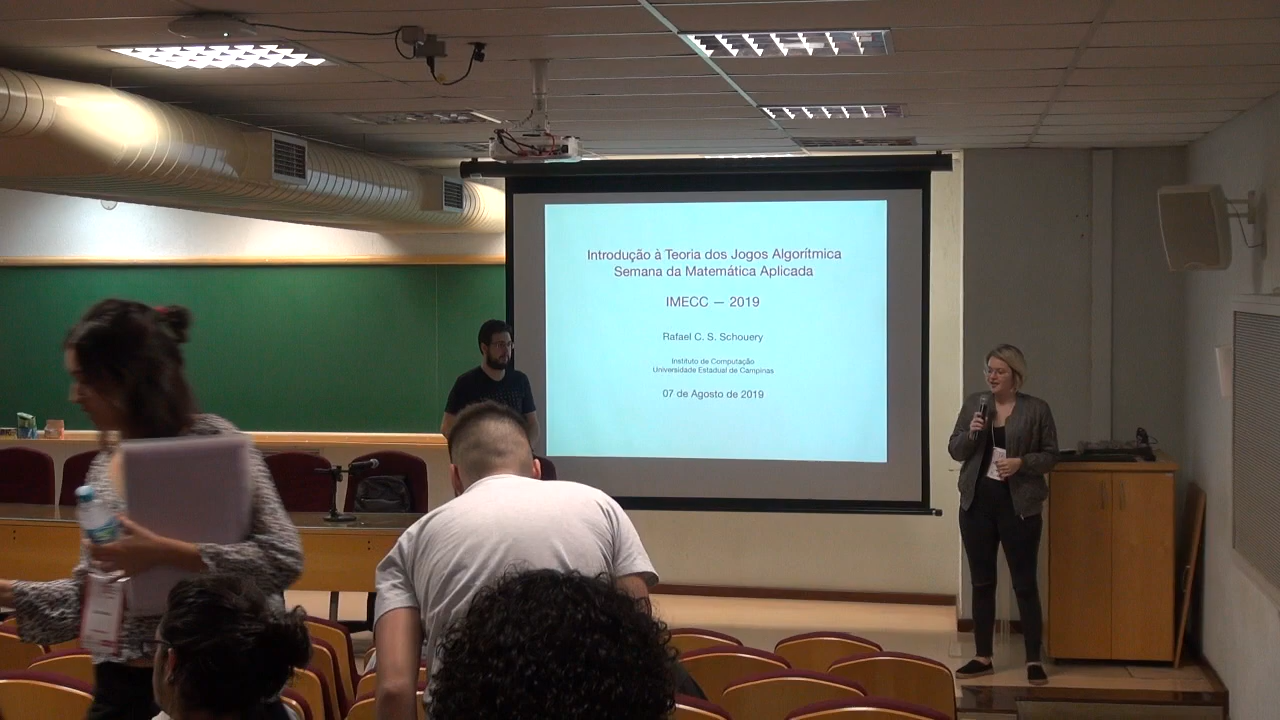 Introdução à Teoria dos Jogos Algorítmica
Semana da Matemática Aplicada
IMECC — 2019
Rafael C. S. Schouery
Instituto de Computação
Universidade Estadual de Campinas
07 de Agosto de 2019